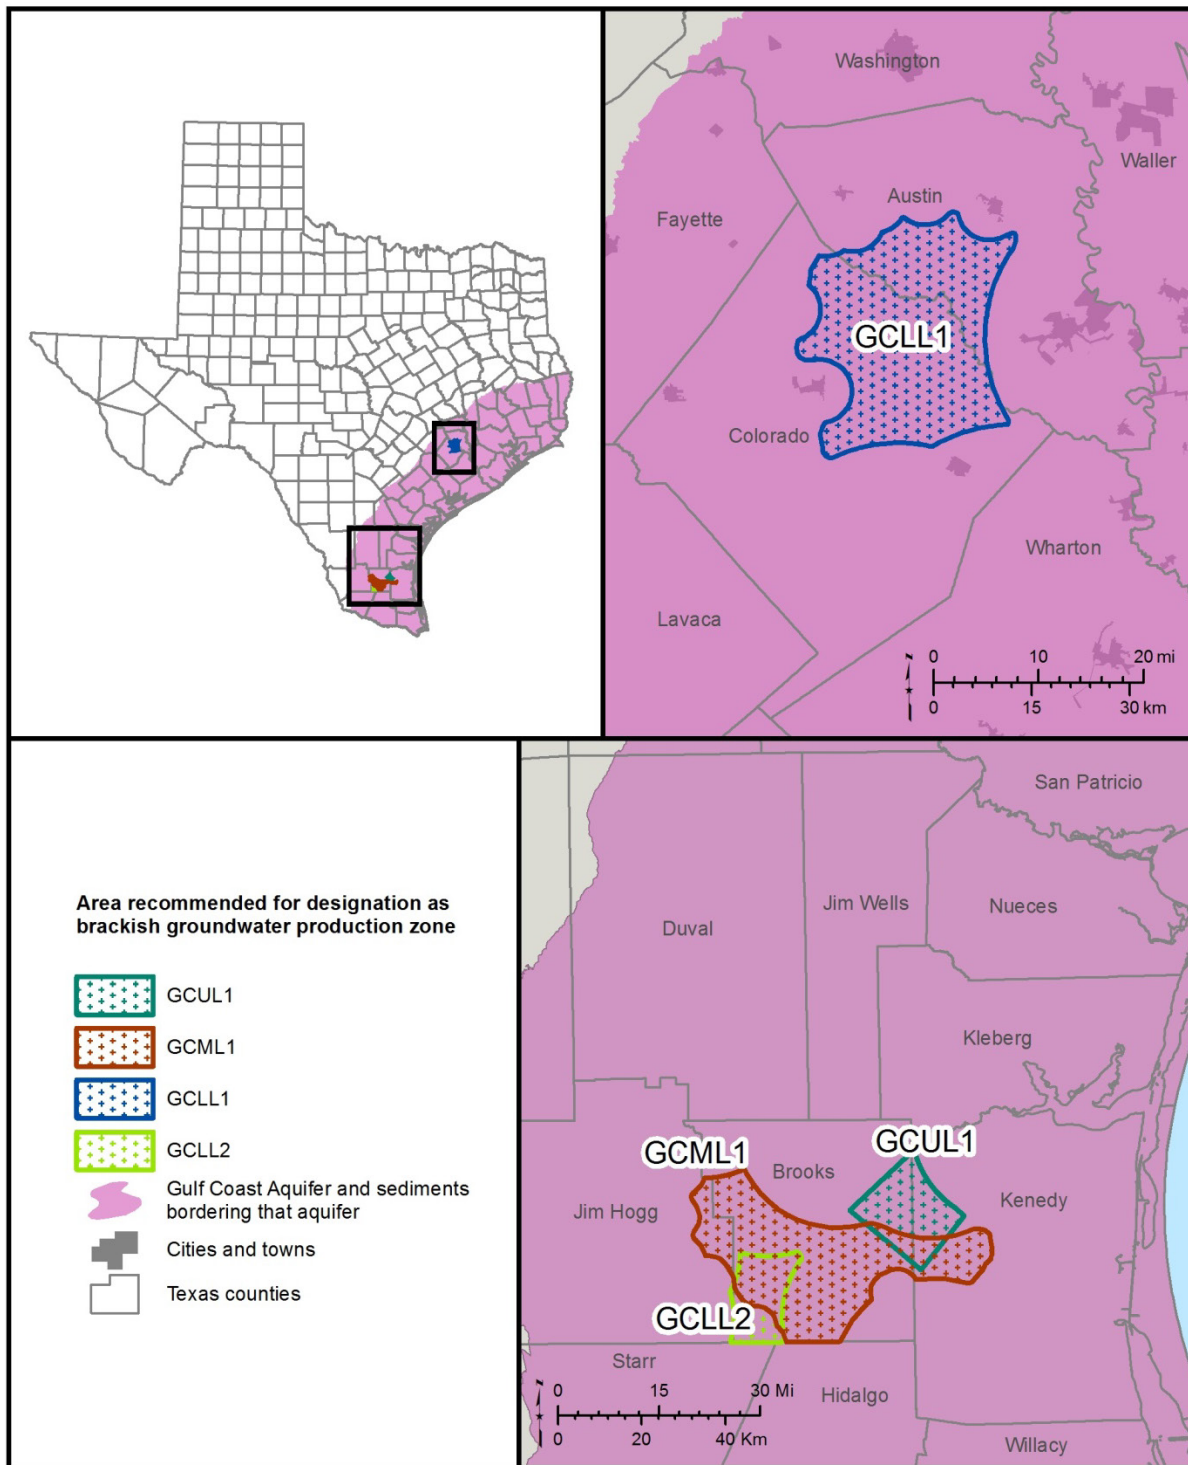 Washington
Waller
Austin
Fayette
GCLL1
Colorado
Wharton
Lavaca
N
0 10 20 mi
0 15 30 km
San Patricio
Jim Wells
Nueces
Duval
Kleberg
GCML1
GCUL1
Brooks
Jim Hogg
Kenedy
GCLL2
Starr
Hidalgo
Willacy
N
0 15 30 Mi
0 20 40 Km
Area recommended for designation as
brackish groundwater production zone
GCUL1
GCML1
GCLL1
GCLL2
Gulf Coast Aquifer and sediments
bordering that aquifer
Cities and towns
Texas counties